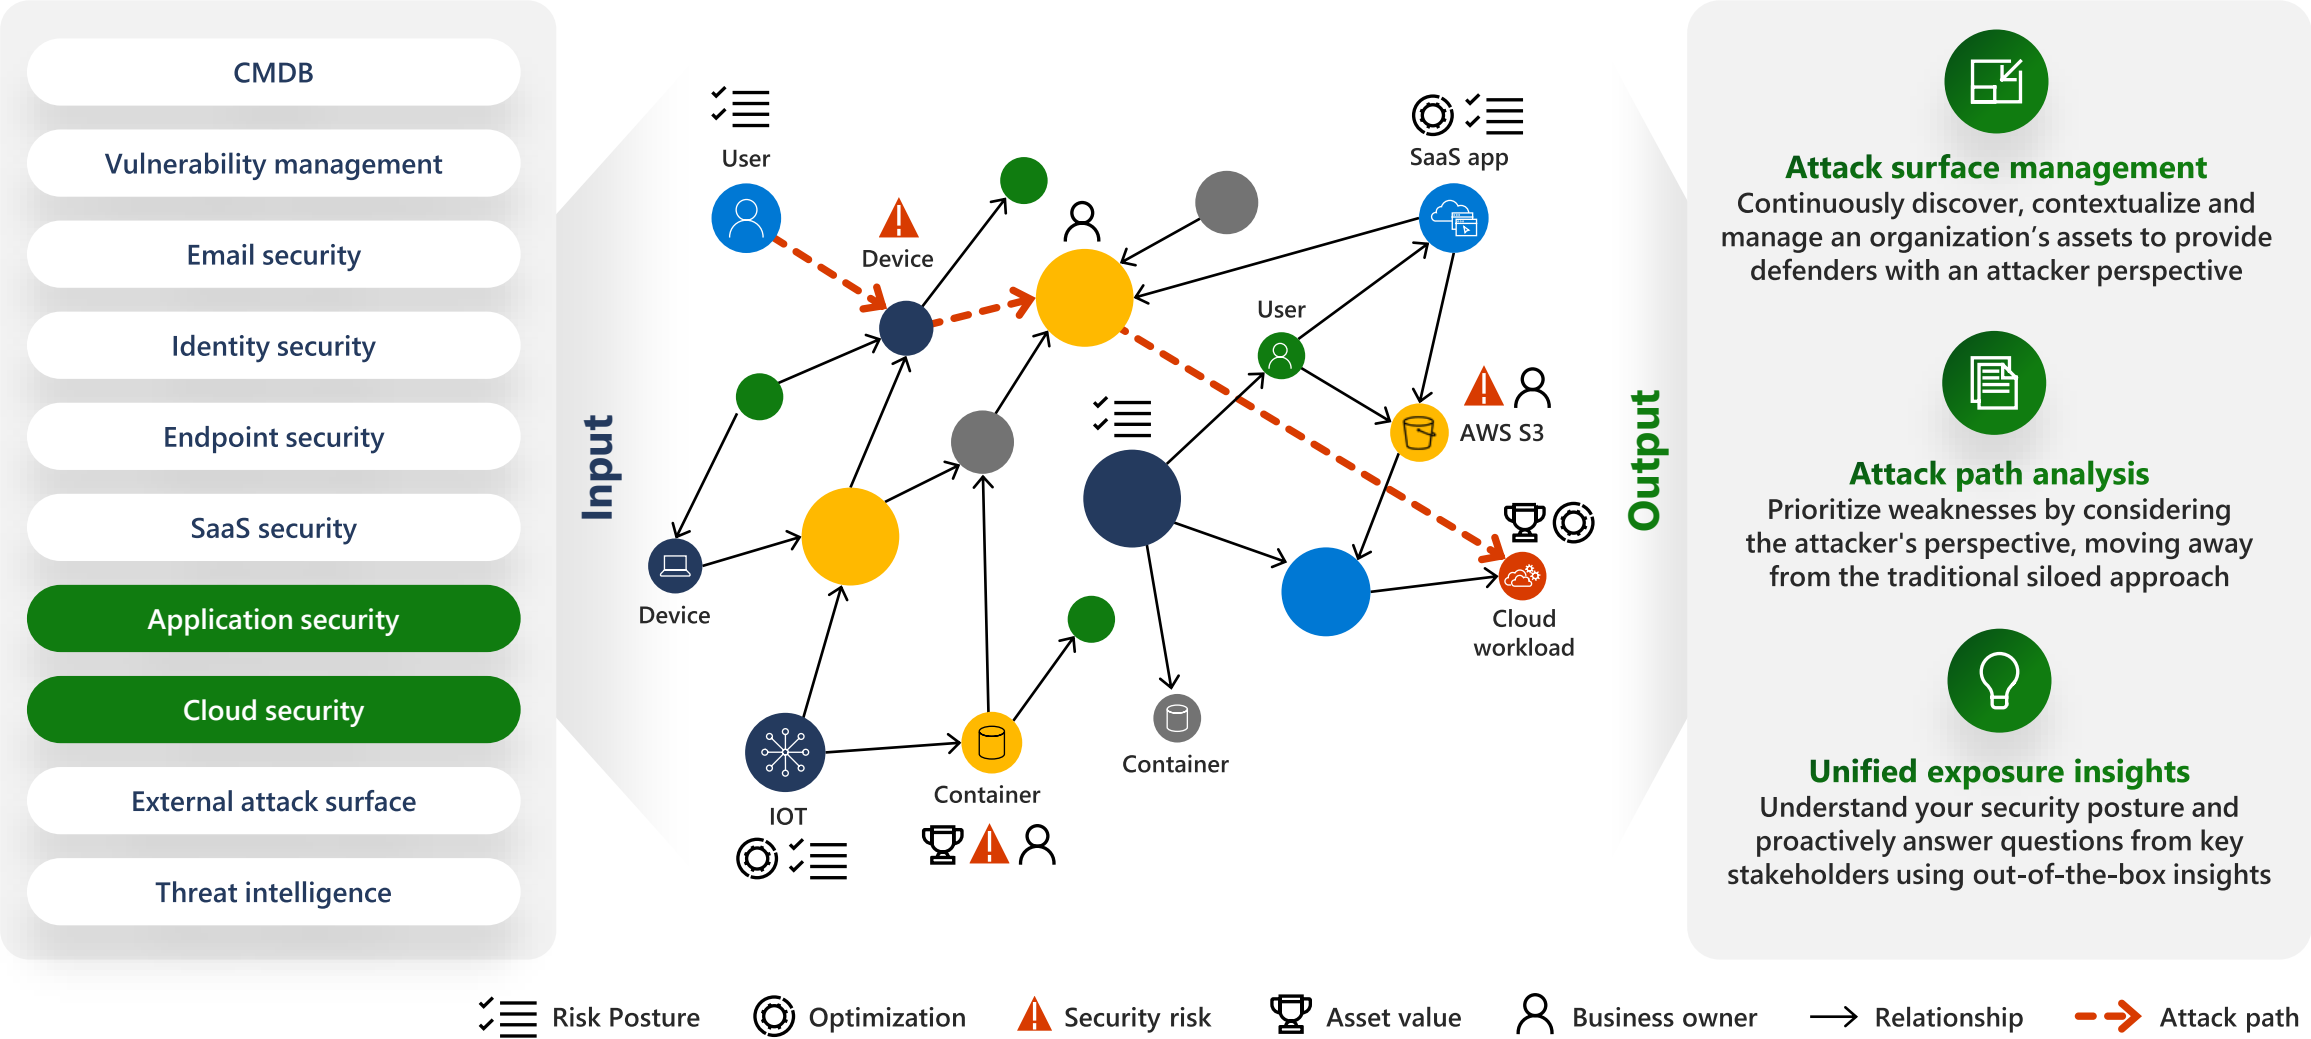 CMDB
Vulnerability management
Email security
Identity security
Endpoint security
SaaS security
Application security
Cloud security
External attack surface
Threat intelligence
Input
User
Device
SaaS app
User
AWS S3
Device
Cloud
workload
IOT
Container
Container
Output
Attack surface management
Continuously discover, contextualize and
manage an organization’s assets to provide
defenders with an attacker perspective
Attack path analysis
Prioritize weaknesses by considering
the attacker's perspective, moving away
from the traditional siloed approach
Unified exposure insights
Understand your security posture and
proactively answer questions from key
stakeholders using out-of-the-box insights
Risk Posture
Optimization
Security risk
Asset value
Business owner
Relationship
Attack path